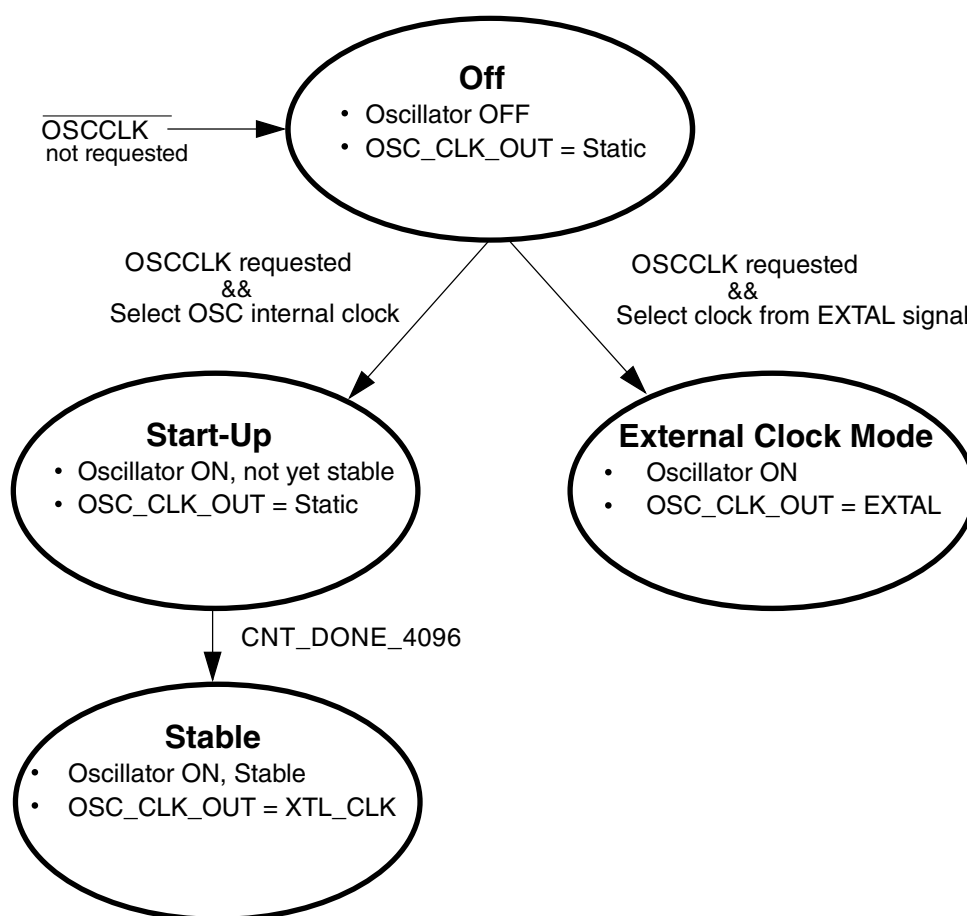 Off
• Oscillator OFF
• OSC_CLK_OUT = Static
OSCCLK
not requested
OSCCLK requested
&&
Select OSC internal clock
OSCCLK requested
&&
Select clock from EXTAL signal
Start-Up
• Oscillator ON, not yet stable
• OSC_CLK_OUT = Static
External Clock Mode
• Oscillator ON
• OSC_CLK_OUT = EXTAL
CNT_DONE_4096
Stable
• Oscillator ON, Stable
• OSC_CLK_OUT = XTL_CLK